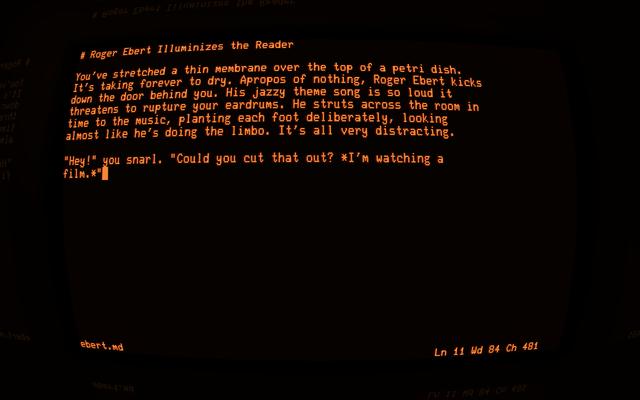 # Roger Ebert Illuminizes the Reader
You've stretched a thin membrane over the top of a petri dish.
It's taking forever to dry. Apropos of nothing, Roger Ebert kicks
down the door behind you. His jazzy theme song is so loud it
threatens to rupture your eardrums. He struts across the room in
time to the music, planting each foot deliberately, looking
almost like he's doing the limbo. It's all very distracting.
"Hey!" you snarl. "Could you cut that out? *I'm watching a
film.*"
ebert.md
Ln 11 Wd 84 Ch 481